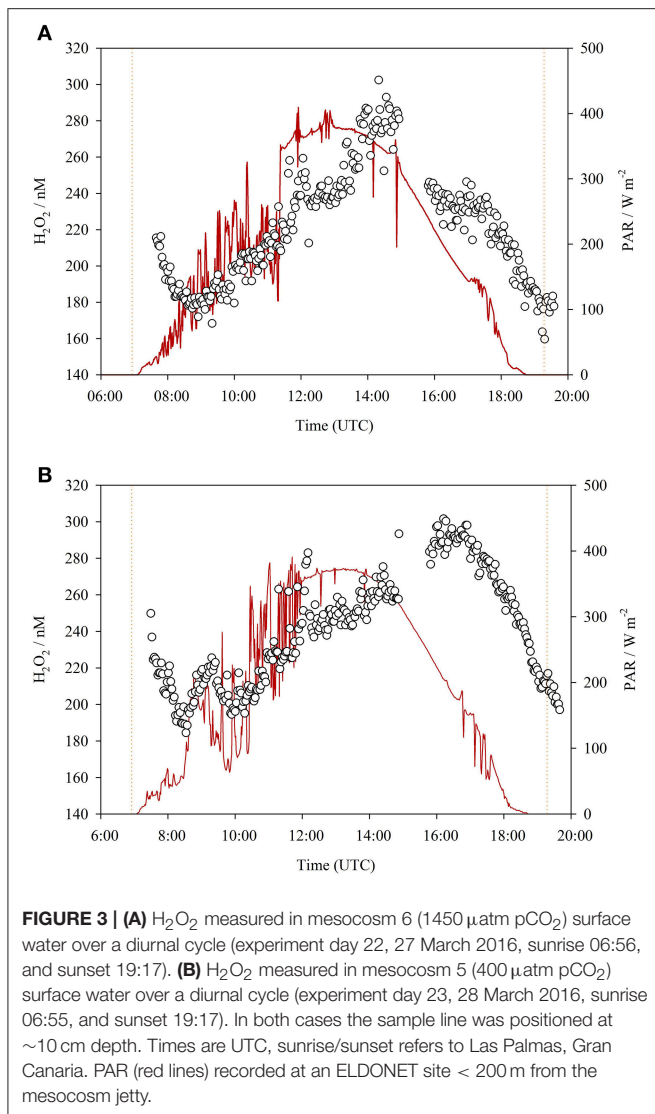 A
320
300
280
260
240
220
200
180
160
140
H₂O₂ / nM
500
400
300
200
100
0
PAR / W m⁻²
06:00 08:00 10:00 12:00 14:00 16:00 18:00 20:00
Time (UTC)
B
320
300
280
260
240
220
200
180
160
140
H₂O₂ / nM
500
400
300
200
100
0
PAR / W m⁻²
6:00 8:00 10:00 12:00 14:00 16:00 18:00 20:00
Time (UTC)
FIGURE 3 | (A) H₂O₂ measured in mesocosm 6 (1450 μatm pCO₂) surface
water over a diurnal cycle (experiment day 22, 27 March 2016, sunrise 06:56,
and sunset 19:17). (B) H₂O₂ measured in mesocosm 5 (400 μatm pCO₂)
surface water over a diurnal cycle (experiment day 23, 28 March 2016, sunrise
06:55, and sunset 19:17). In both cases the sample line was positioned at
~10 cm depth. Times are UTC, sunrise/sunset refers to Las Palmas, Gran
Canaria. PAR (red lines) recorded at an ELDONET site < 200 m from the
mesocosm jetty.